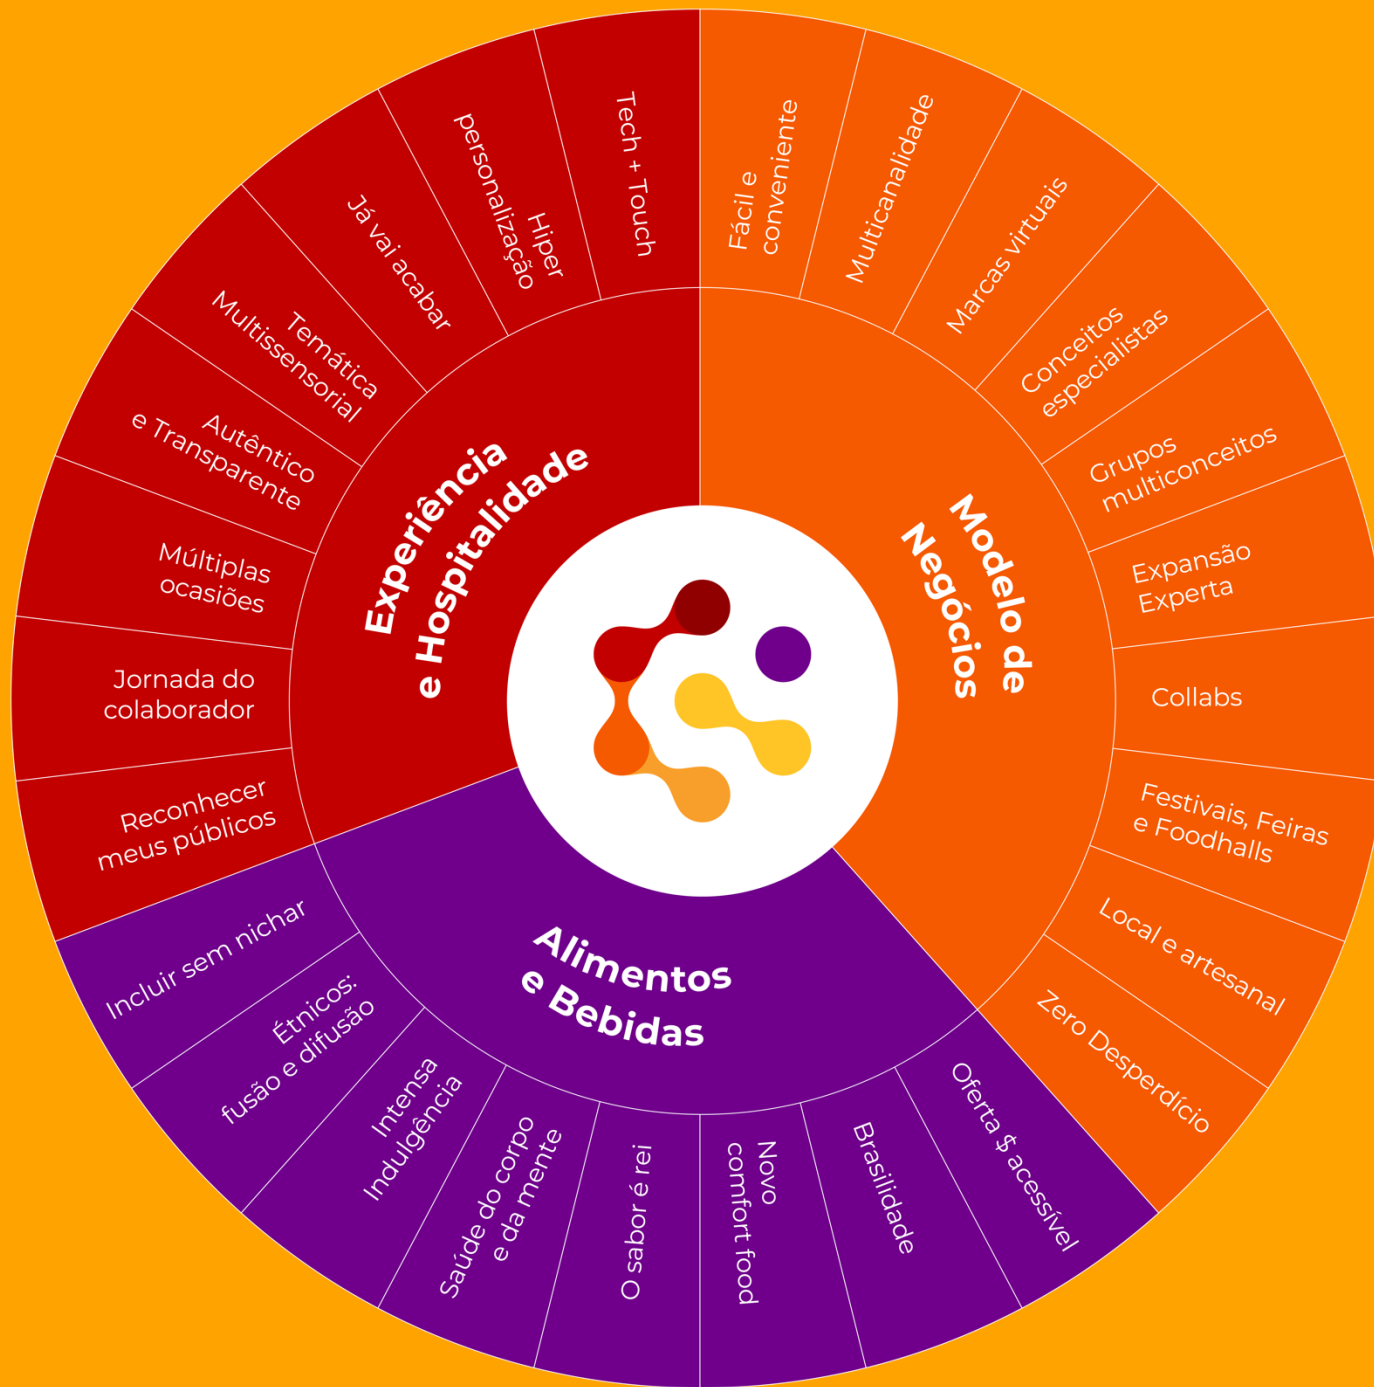 Experiência
e Hospitalidade
Modelo de
Negócios
Alimentos
e Bebidas
Fácil e
conveniente
Multicanalidade
Marcas virtuais
Conceitos
especialistas
Grupos
multiconceitos
Expansão
Experta
Collabs
Festivais, Feiras
e Foodhalls
Local e artesanal
Zero Desperdício
Oferta $ acessível
Brasilidade
Novo
comfort food
O sabor é rei
Saúde do corpo
e da mente
Intensa
Indulgência
Étnicos:
fusão e difusão
Incluir sem nichar
Reconhecer
meus públicos
Jornada do
colaborador
Múltiplas
ocasiões
Autêntico
e Transparente
Temática
Multissensorial
Já vai acabar
Hiper
personalização
Tech + Touch